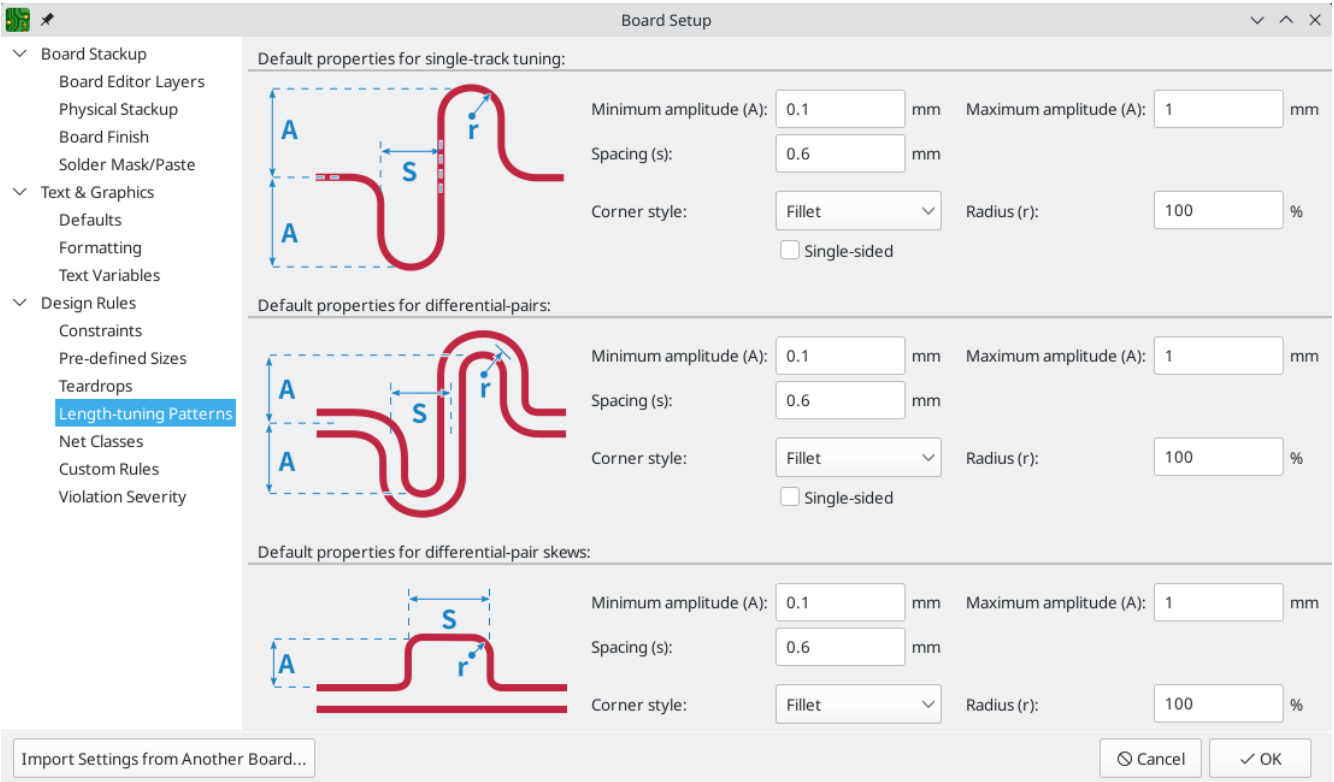 Board Setup
Board Stackup
Board Editor Layers
Physical Stackup
Board Finish
Solder Mask/Paste
Text & Graphics
Defaults
Formatting
Text Variables
Design Rules
Constraints
Pre-defined Sizes
Teardrops
Length-tuning Patterns
Net Classes
Custom Rules
Violation Severity
Default properties for single-track tuning:
A
A
S
r
Minimum amplitude (A): 0.1 mm Maximum amplitude (A): 1 mm
Spacing (s): 0.6 mm
Corner style: Fillet Radius (r): 100 %
Single-sided
Default properties for differential-pairs:
A
A
S
r
Minimum amplitude (A): 0.1 mm Maximum amplitude (A): 1 mm
Spacing (s): 0.6 mm
Corner style: Fillet Radius (r): 100 %
Single-sided
Default properties for differential-pair skews:
S
A
r
Minimum amplitude (A): 0.1 mm Maximum amplitude (A): 1 mm
Spacing (s): 0.6 mm
Corner style: Fillet Radius (r): 100 %
Import Settings from Another Board...
Cancel
OK